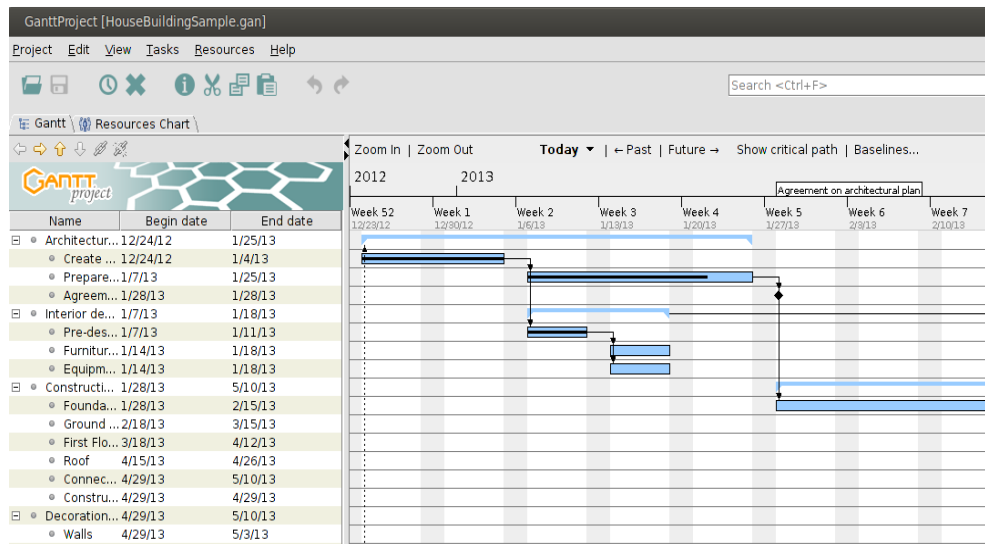 GanttProject [HouseBuildingSample.gan]
Project Edit View Tasks Resources Help
Search <Ctrl+F>
Gantt Resources Chart
Zoom In | Zoom Out Today | ←Past | Future→ Show critical path | Baselines...
GANTT project
2012 2013
Agreement on architectural plan
Week 52 Week 1 Week 2 Week 3 Week 4 Week 5 Week 6 Week 7
12/23/12 12/30/12 1/6/13 1/13/13 1/20/13 1/27/13 2/3/13 2/10/13
Name Begin date End date
Architectur... 12/24/12 1/25/13
Create ... 12/24/12 1/4/13
Prepare... 1/7/13 1/25/13
Agreem... 1/28/13 1/28/13
Interior de... 1/7/13 1/18/13
Pre-des... 1/7/13 1/11/13
Furnitur... 1/14/13 1/18/13
Equipm... 1/14/13 1/18/13
Constructi... 1/28/13 5/10/13
Founda... 1/28/13 2/15/13
Ground ... 2/18/13 3/15/13
First Flo... 3/18/13 4/12/13
Roof 4/15/13 4/26/13
Connec... 4/29/13 5/10/13
Constru... 4/29/13 4/29/13
Decoration... 4/29/13 5/10/13
Walls 4/29/13 5/3/13